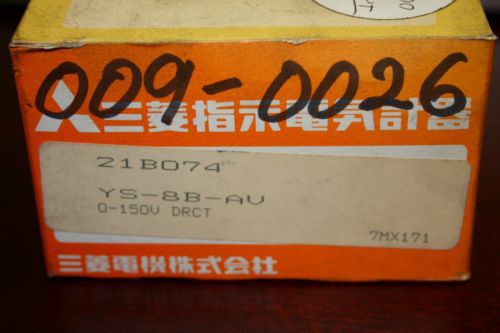 009-0026
三菱指示電気計器
21B074
YS-8B-AV
0-150V DRCT
7MX171
三菱電機株式会社